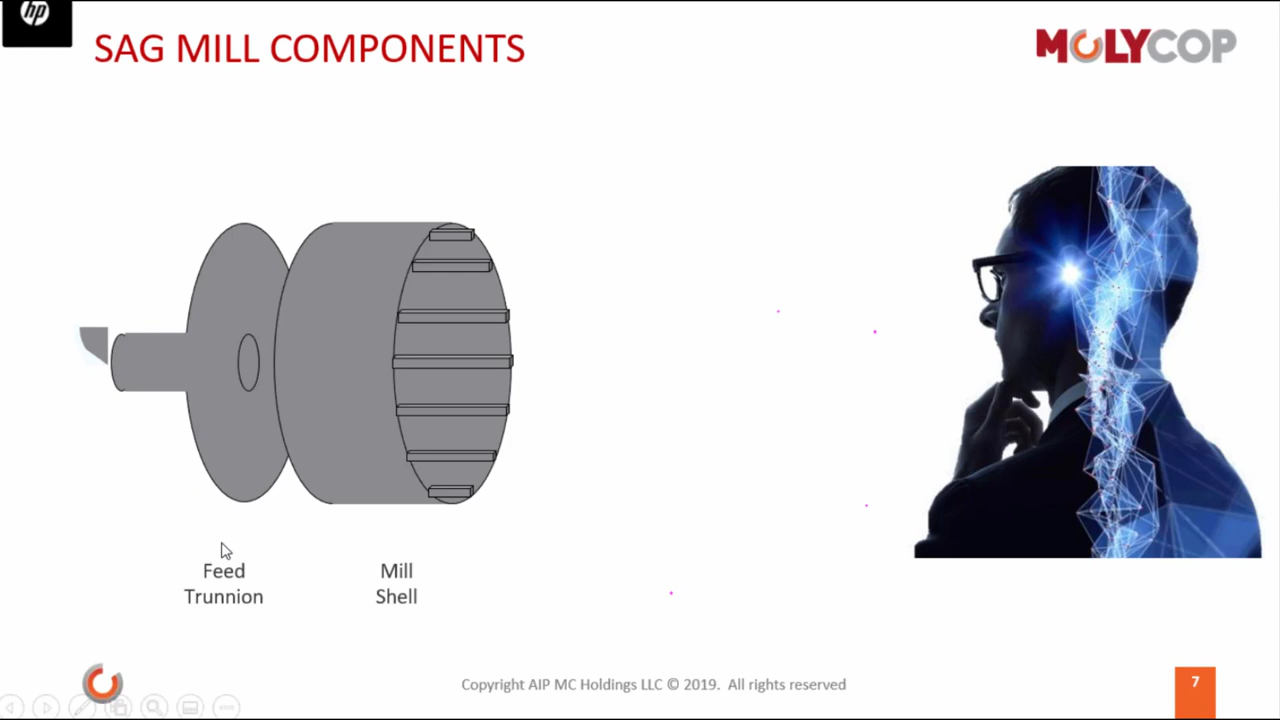 hp
SAG MILL COMPONENTS
MOLYCOP
Feed
Trunnion
Mill
Shell
Copyright AIP MC Holdings LLC © 2019. All rights reserved
7